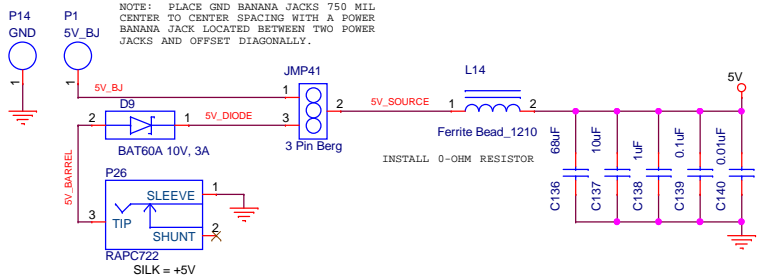 NOTE: PLACE GND BANANA JACKS 750 MIL
CENTER TO CENTER SPACING WITH A POWER
BANANA JACK LOCATED BETWEEN TWO POWER
JACKS AND OFFSET DIAGONALLY.
P14
GND
1
P1
5V_BJ
1
5V_BJ
JMP41
1
2
3
3 Pin Berg
D9
2
1
5V_DIODE
BAT60A 10V, 3A
5V_BARREL
P26
SLEEVE
1
TIP
3
SHUNT
2
RAPC722
SILK = +5V
5V_SOURCE
L14
1
2
Ferrite Bead_1210
INSTALL 0-OHM RESISTOR
5V
C136
68uF
C137
10uF
C138
1uF
C139
0.1uF
C140
0.01uF